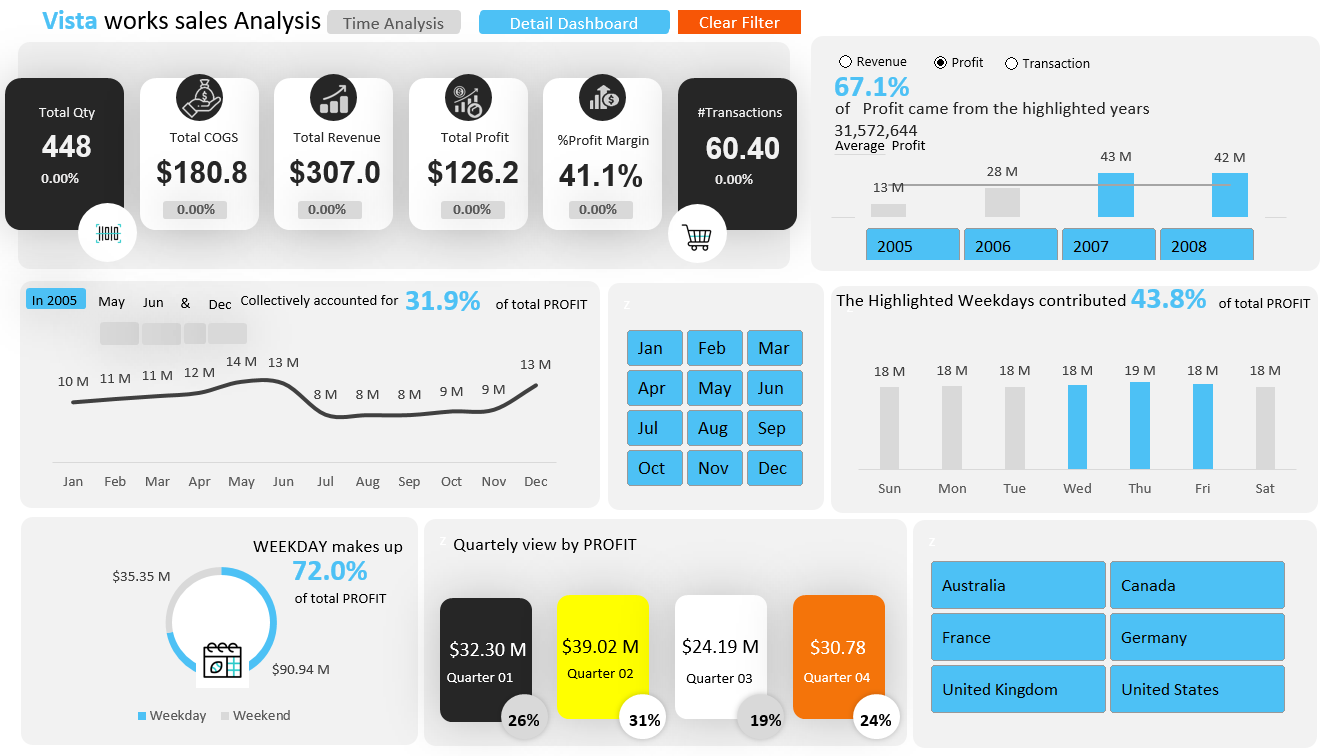 Vista works sales Analysis
Time Analysis
Detail Dashboard
Clear Filter
Total Qty
448
0.00%
Total COGS
$180.8
0.00%
Total Revenue
$307.0
0.00%
Total Profit
$126.2
0.00%
%Profit Margin
41.1%
0.00%
#Transactions
60.40
0.00%
Revenue Profit Transaction
67.1%
of Profit came from the highlighted years
31,572,644
Average Profit
13 M 28 M 43 M 42 M
2005 2006 2007 2008
In 2005 May Jun & Dec Collectively accounted for 31.9% of total PROFIT
10 M 11 M 11 M 12 M 14 M 13 M 8 M 8 M 8 M 9 M 9 M 13 M
Jan Feb Mar Apr May Jun Jul Aug Sep Oct Nov Dec
z
Jan Feb Mar
Apr May Jun
Jul Aug Sep
Oct Nov Dec
The Highlighted Weekdays contributed 43.8% of total PROFIT
18 M 18 M 18 M 18 M 19 M 18 M 18 M
Sun Mon Tue Wed Thu Fri Sat
WEEKDAY makes up
72.0%
of total PROFIT
$35.35 M
$90.94 M
Weekday Weekend
z
Quartely view by PROFIT
$32.30 M
Quarter 01
26%
$39.02 M
Quarter 02
31%
$24.19 M
Quarter 03
19%
$30.78
Quarter 04
24%
z
Australia Canada
France Germany
United Kingdom United States